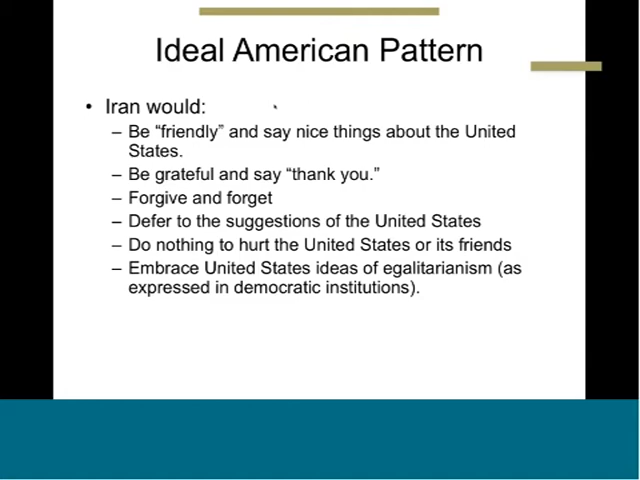 Ideal American Pattern
• Iran would:
– Be “friendly” and say nice things about the United
States.
– Be grateful and say “thank you.”
– Forgive and forget
– Defer to the suggestions of the United States
– Do nothing to hurt the United States or its friends
– Embrace United States ideas of egalitarianism (as
expressed in democratic institutions).